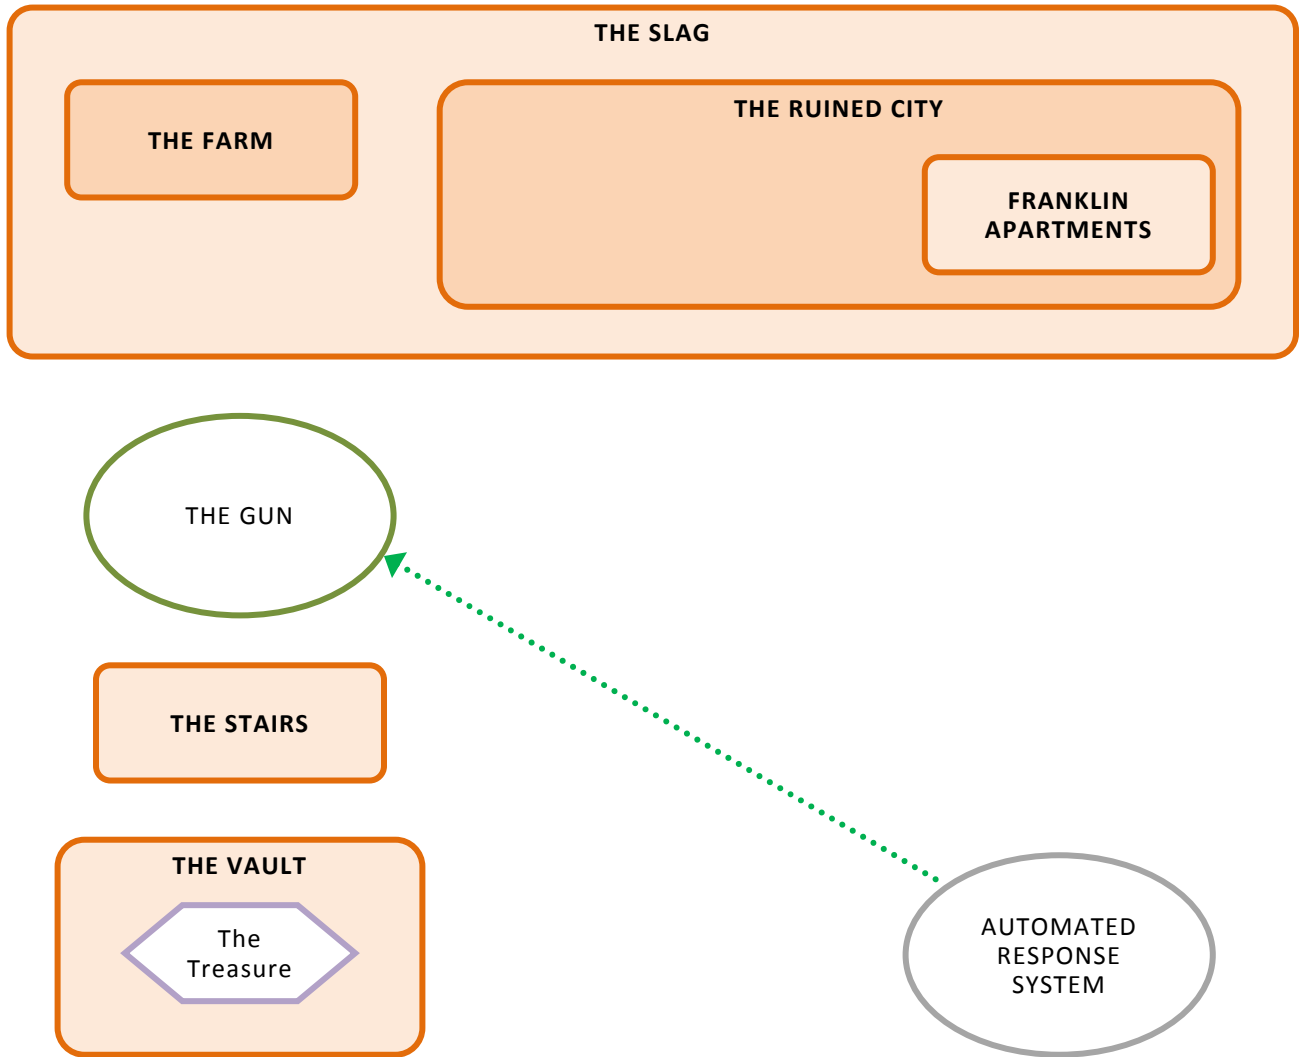 THE SLAG
THE FARM
THE RUINED CITY
FRANKLIN
APARTMENTS
THE GUN
THE STAIRS
THE VAULT
The
Treasure
AUTOMATED
RESPONSE
SYSTEM